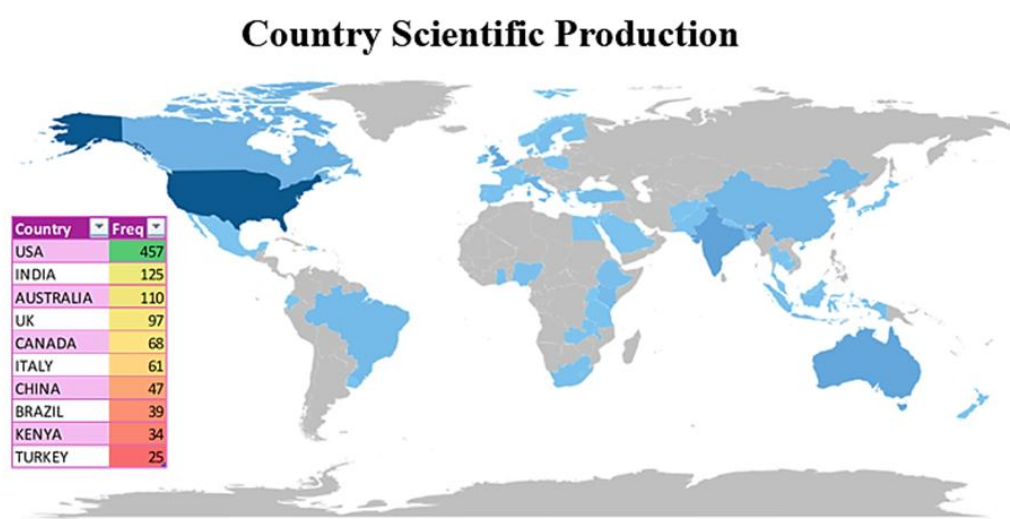 Country Scientific Production
Country Freq
USA 457
INDIA 125
AUSTRALIA 110
UK 97
CANADA 68
ITALY 61
CHINA 47
BRAZIL 39
KENYA 34
TURKEY 25